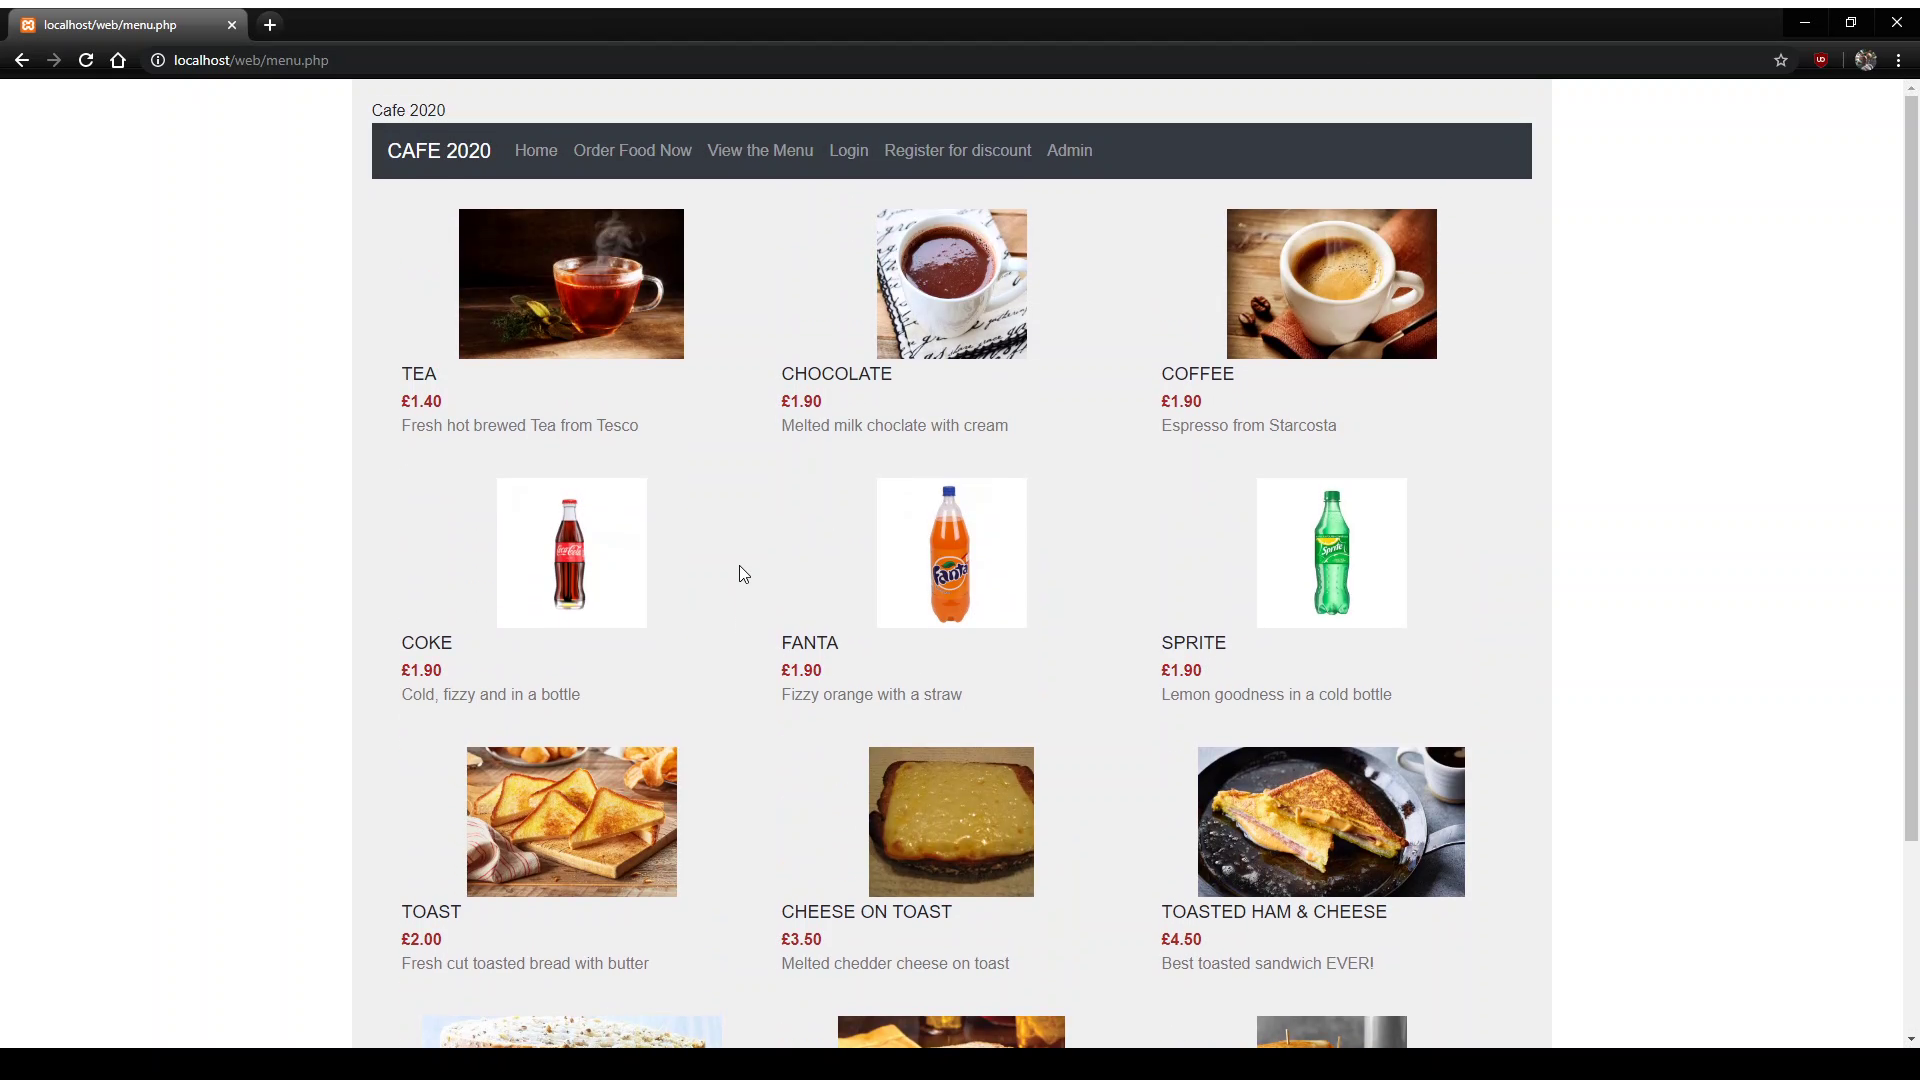 localhost/web/menu.php
localhost/web/menu.php
Cafe 2020
CAFE 2020 Home Order Food Now View the Menu Login Register for discount Admin
TEA
£1.40
Fresh hot brewed Tea from Tesco
CHOCOLATE
£1.90
Melted milk choclate with cream
COFFEE
£1.90
Espresso from Starcosta
Coca-Cola
COKE
£1.90
Cold, fizzy and in a bottle
Fanta
FANTA
£1.90
Fizzy orange with a straw
Sprite
SPRITE
£1.90
Lemon goodness in a cold bottle
TOAST
£2.00
Fresh cut toasted bread with butter
CHEESE ON TOAST
£3.50
Melted chedder cheese on toast
TOASTED HAM & CHEESE
£4.50
Best toasted sandwich EVER!